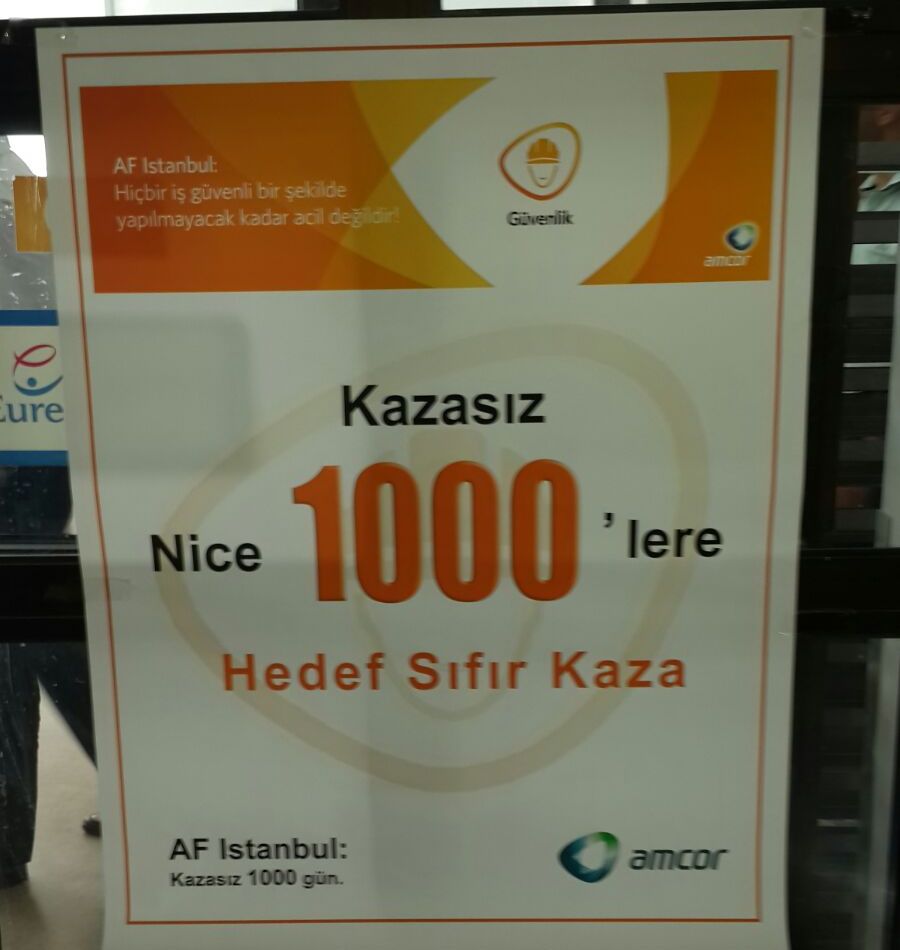 AF Istanbul:
Hiçbir iş güvenli bir şekilde
yapılmayacak kadar acil değildir!
Güvenlik
amcor
Kazasız
Nice 1000 'lere
Hedef Sıfır Kaza
AF Istanbul:
Kazasız 1000 gün.
amcor
Eure